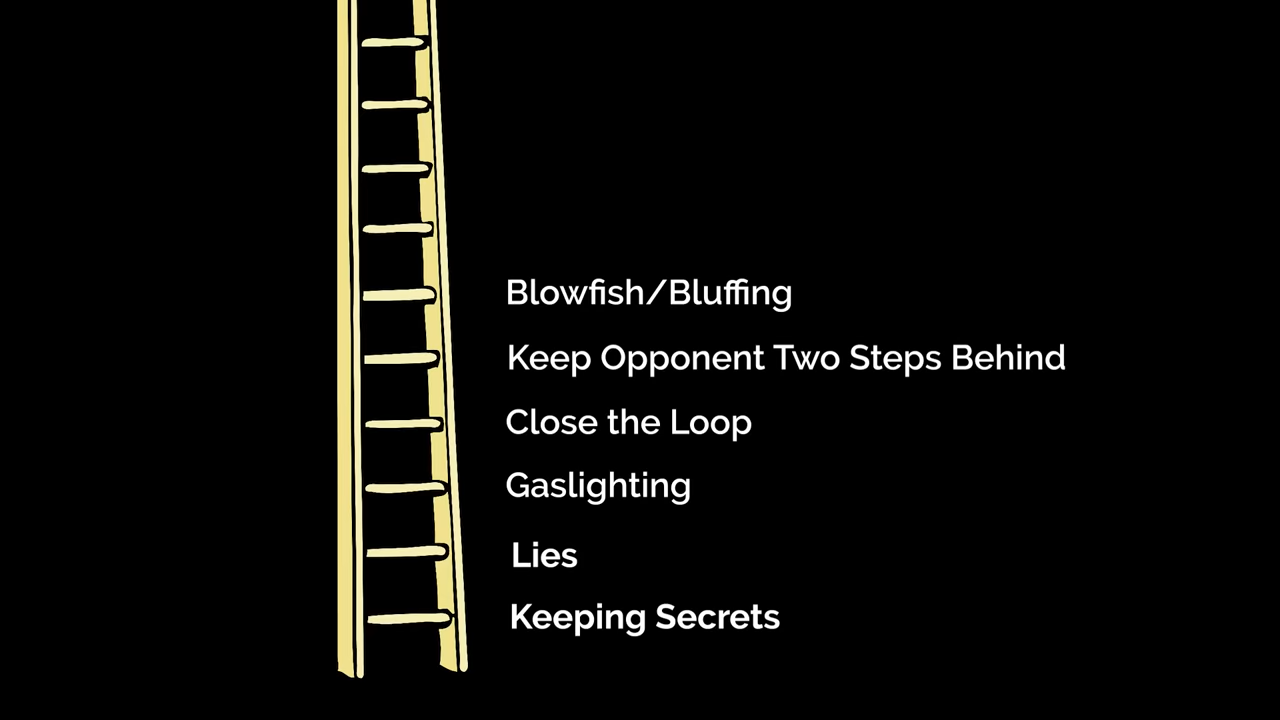 Blowfish/Bluffing
Keep Opponent Two Steps Behind
Close the Loop
Gaslighting
Lies
Keeping Secrets